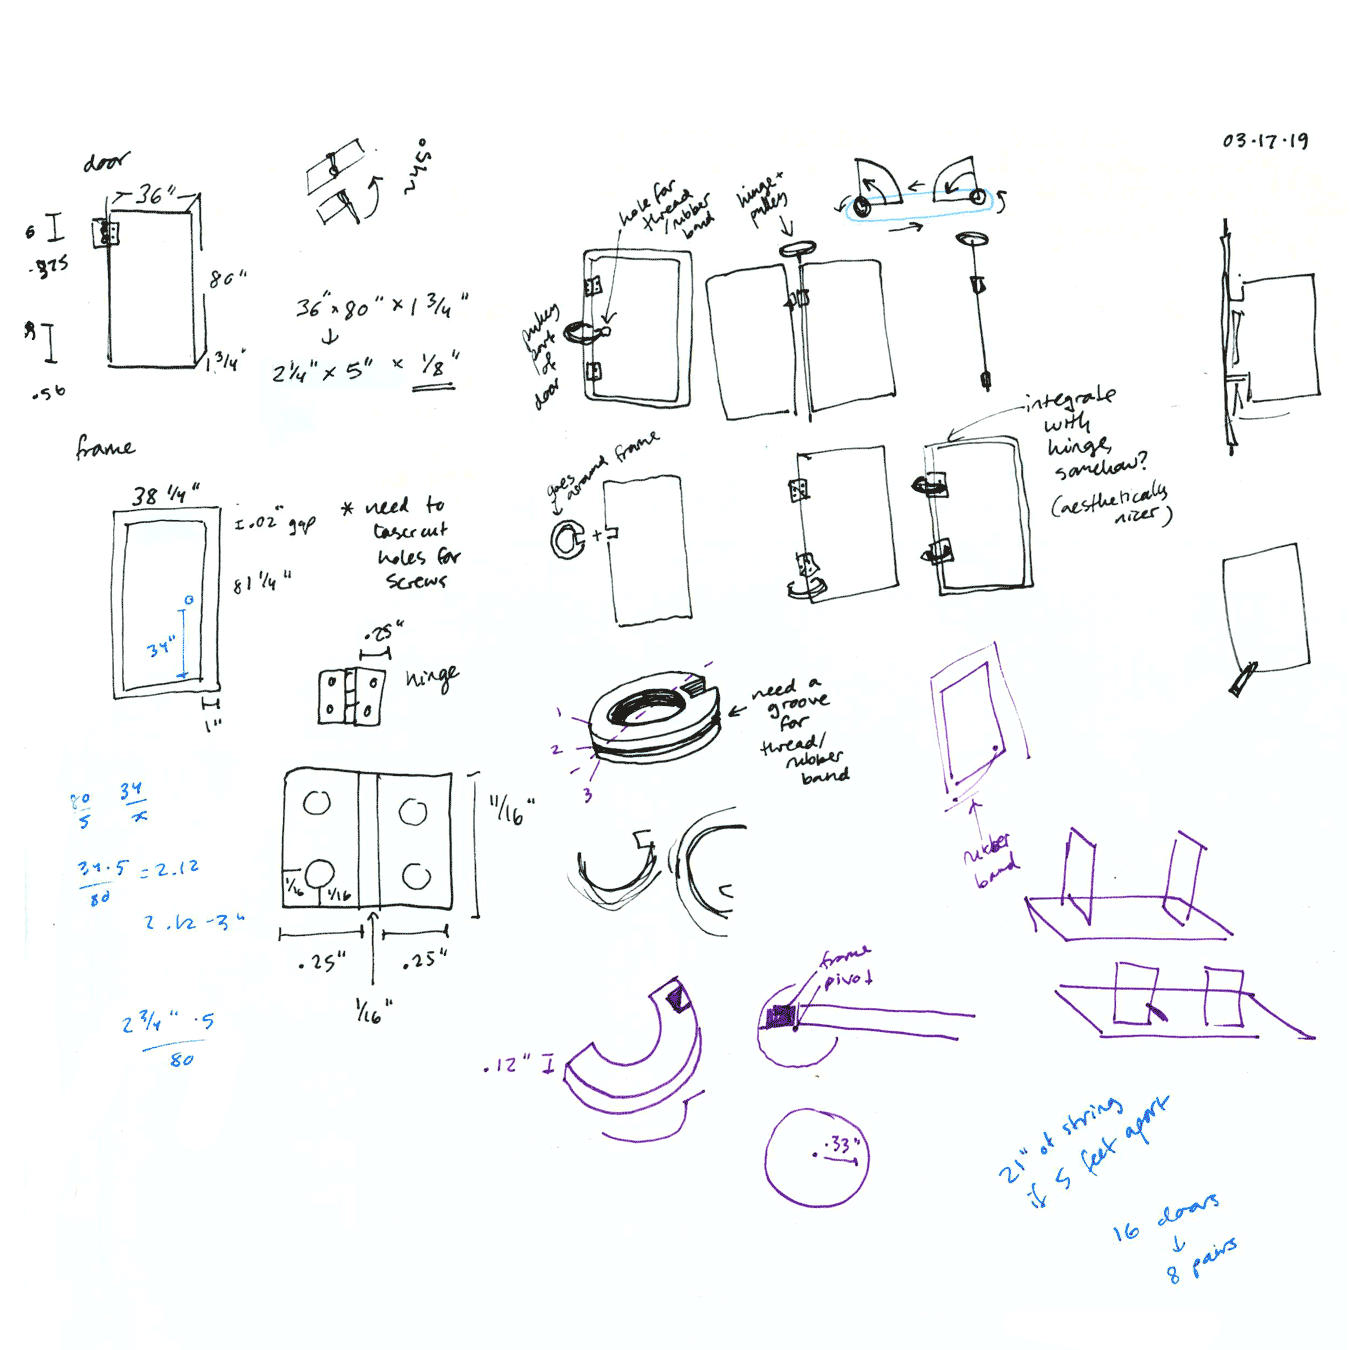 03·17·19
door
36"
6
.375
80"
.56
1 3/4"
~45°
36" × 80" × 1 3/4"
↓
2 1/4" × 5" × 1/8"
frame
38 1/4"
.02" gap
81 1/4"
34"
1"
* need to
lasercut
holes for
screws
.25"
hinge
11/16"
1/16
1/16
.25"
.25"
1/16"
80
5
34
x
34·5
80
= 2.12
2.12 - 3"
2 3/4" · 5
80
hole for
thread
/rubber
band
hinge +
pulley
pulley
part
of
door
goes
around frame
+
integrate
with
hinge,
somehow?
(aesthetically
nicer)
1
2
3
need a
groove
for
thread/
rubber
band
rubber
band
.12"
frame
pivot
.33"
21" of string
if 5 feet apart
16 doors
↓
8 pairs